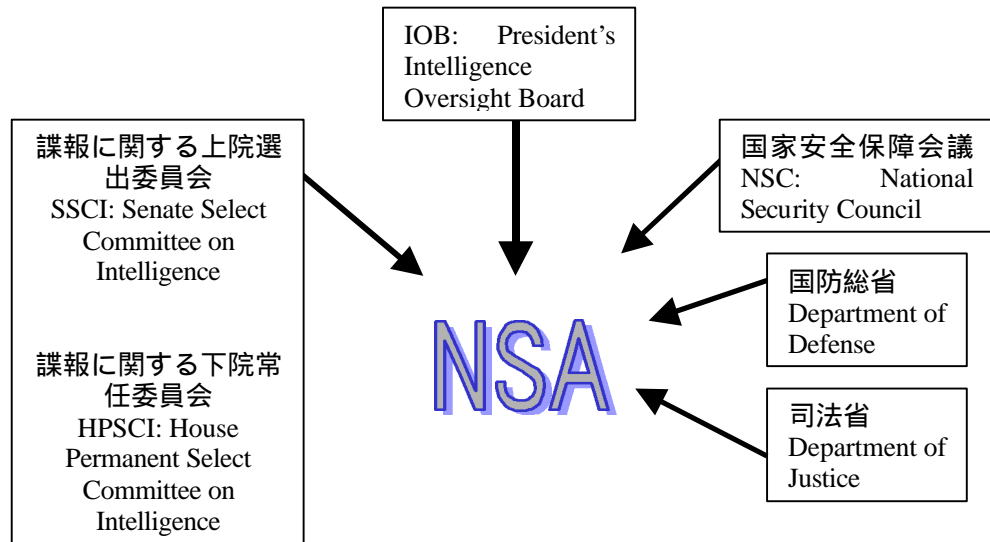 IOB: President’s
Intelligence
Oversight Board
諜報に関する上院選
出委員会
SSCI: Senate Select
Committee on
Intelligence
諜報に関する下院常
任委員会
HPSCI: House
Permanent Select
Committee on
Intelligence
国家安全保障会議
NSC: National
Security Council
国防総省
Department of
Defense
司法省
Department of
Justice
NSA